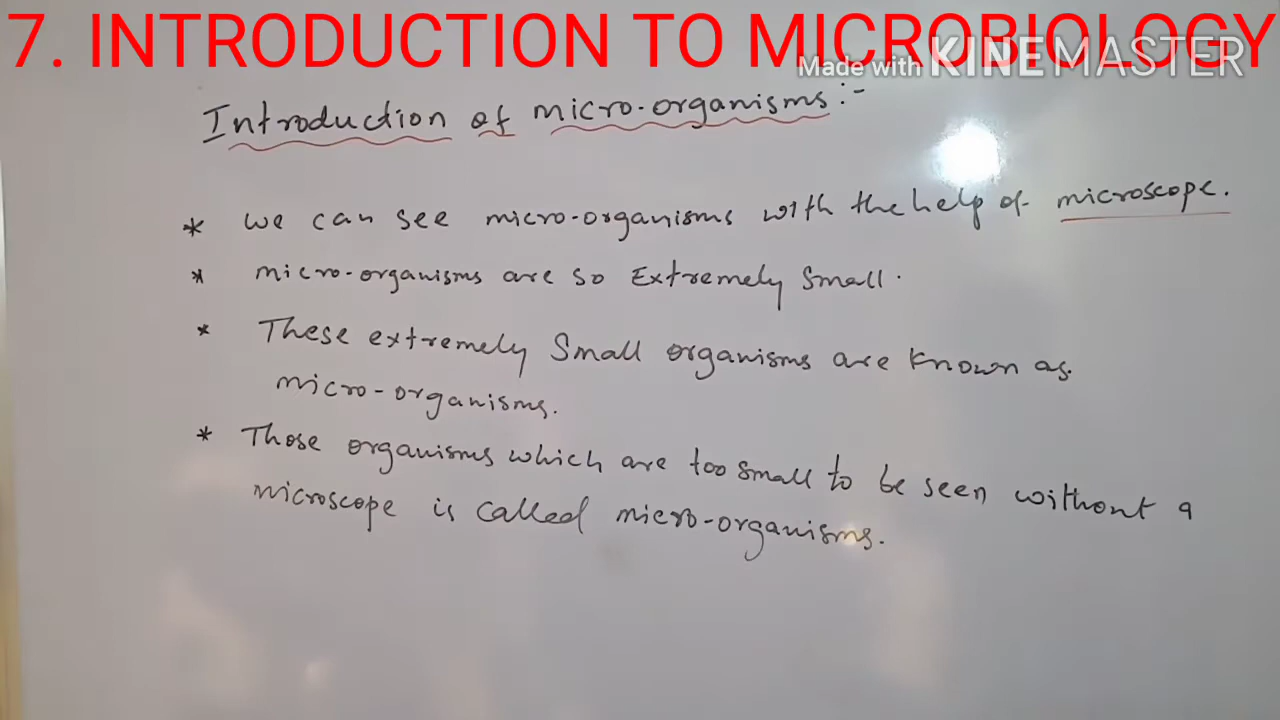 7. INTRODUCTION TO MICROBIOLOGY
Made with KINEMASTER
Introduction of micro-organisms:-
* We can see micro-organisms with the help of microscope.
* micro-organisms are so Extremely Small.
* These extremely Small organisms are known as.
micro-organisms.
* Those organisms which are too small to be seen without a
microscope is called micro-organisms.